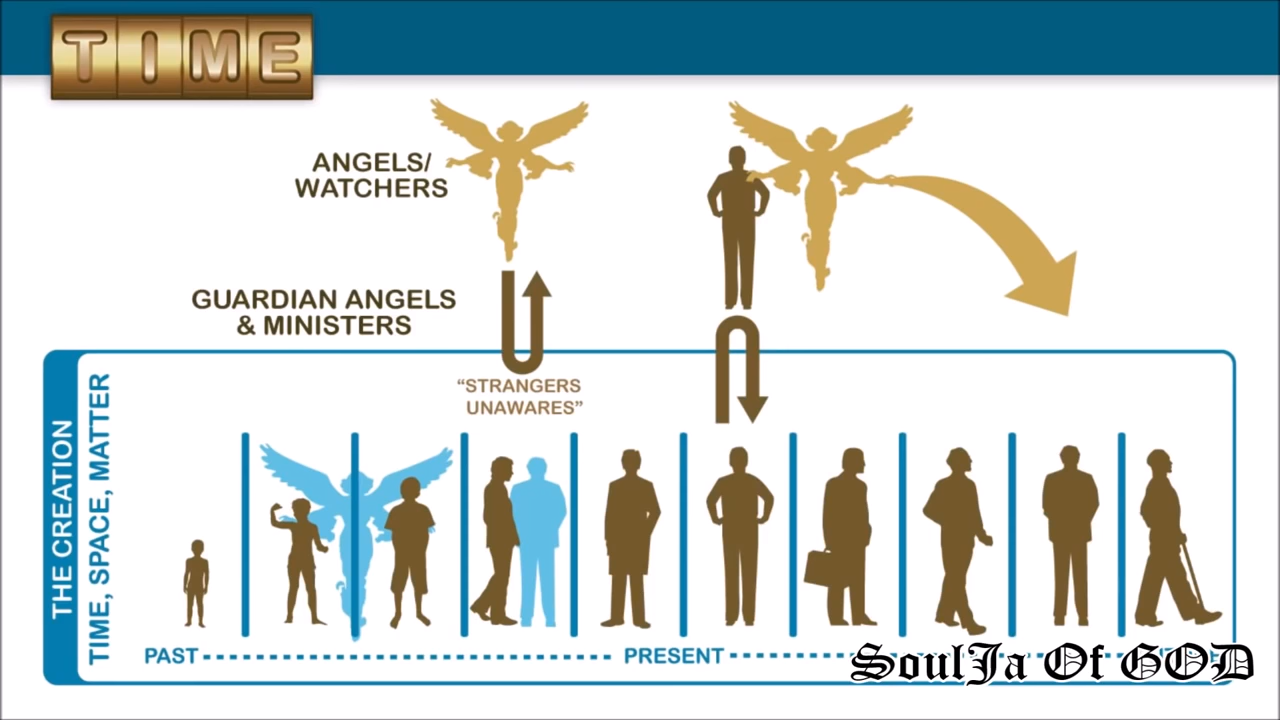 TIME
ANGELS/
WATCHERS
GUARDIAN ANGELS
& MINISTERS
“STRANGERS
UNAWARES”
THE CREATION
TIME, SPACE, MATTER
PAST
PRESENT
SoulJa Of GOD